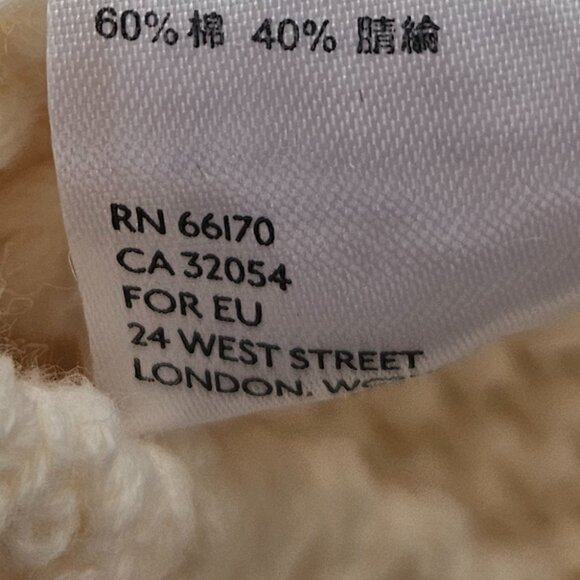 60% 棉 40% 腈綸
RN 66170
CA 32054
FOR EU
24 WEST STREET
LONDON,